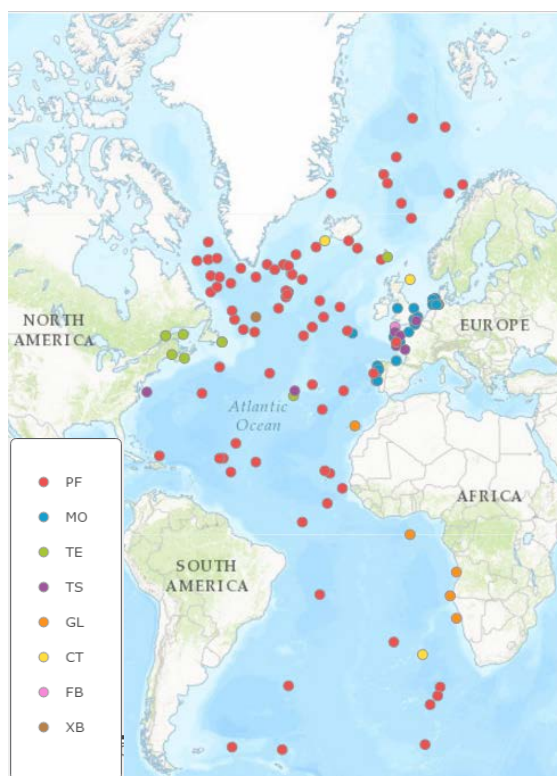 NORTH
AMERICA
EUROPE
Atlantic
Ocean
AFRICA
SOUTH
AMERICA
PF
MO
TE
TS
GL
CT
FB
XB